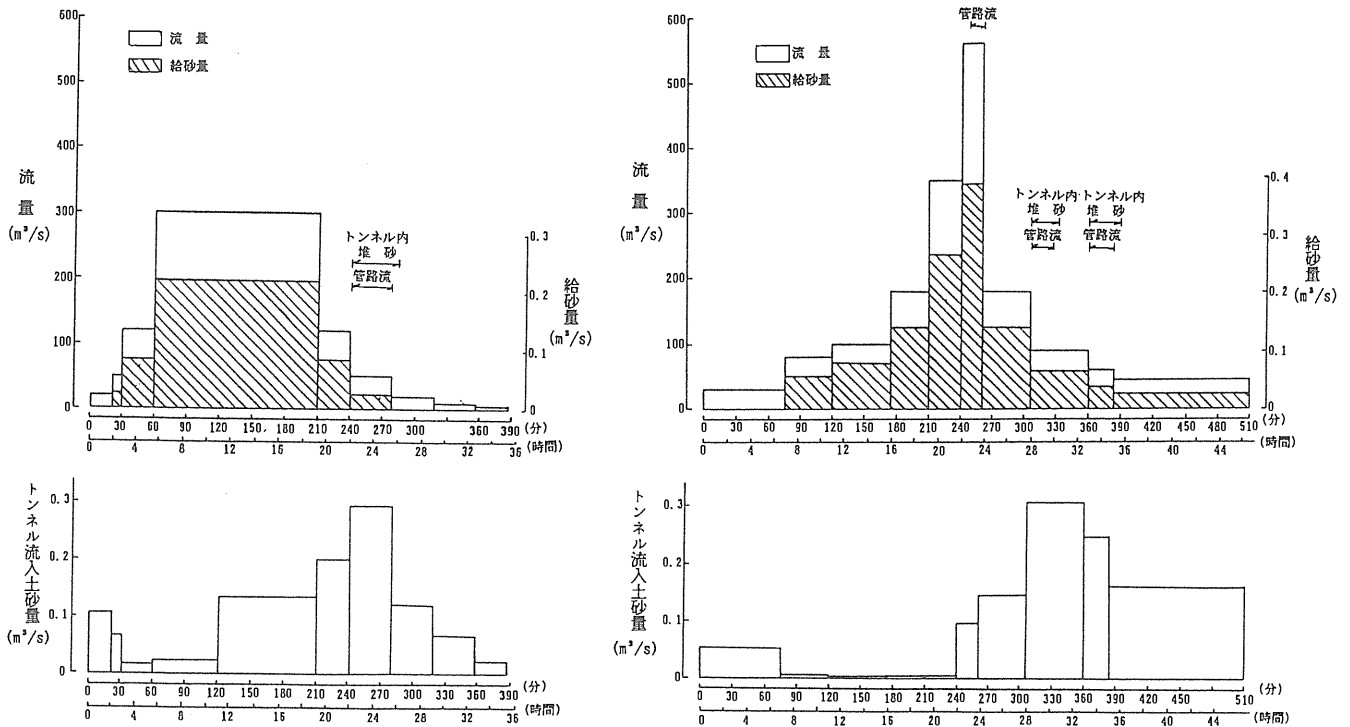 600
500
400
300
200
100
0
流量
(m³/s)
流 量
給砂量
トンネル内
堆 砂
管路流
0.3
0.2
0.1
0
給砂量
(m³/s)
0 30 60 90 120 150 180 210 240 270 360 390 (分)
0 4 8 12 16 20 24 28 32 36 (時間)
トンネル流入土砂量
(m³/s)
0.3
0.2
0.1
0
0 30 60 90 120 150 180 210 240 270 300 330 360 390 (分)
0 4 8 12 16 20 24 28 32 36 (時間)
管路流
600
500
400
300
200
100
0
流量
(m³/s)
流 量
給砂量
トンネル内 トンネル内
堆 砂 堆 砂
管路流 管路流
0.4
0.3
0.2
0.1
0
給砂量
(m³/s)
0 30 60 90 120 150 180 210 240 270 300 330 360 390 420 450 480 510 (分)
0 4 8 12 16 20 24 28 32 36 40 44 (時間)
トンネル流入土砂量
(m³/s)
0.3
0.2
0.1
0
0 30 60 90 120 150 180 210 240 270 300 330 360 390 420 450 510 (分)
0 4 8 12 16 20 24 28 32 36 40 44 (時間)